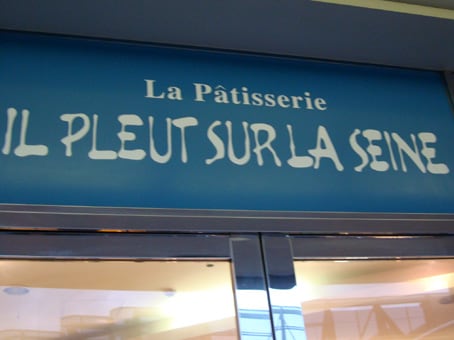 La Pâtisserie
IL PLEUT SUR LA SEINE